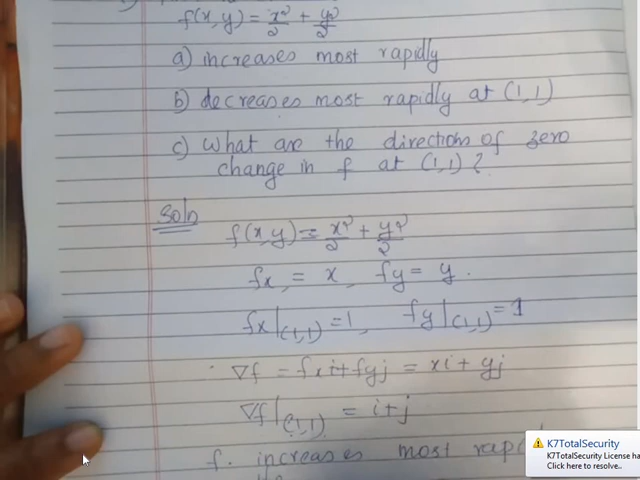 f(x,y) = x²/2 + y²/2
a) increases most rapidly
b) decreases most rapidly at (1,1)
c) What are the directions of zero
change in f at (1,1)?
Soln
f(x,y) = x²/2 + y²/2
fx = x, fy = y.
fx|(1,1) = 1, fy|(1,1) = 1
∇f = fxi + fyj = xi + yj
∇f|(1,1) = i + j
f increases most
K7TotalSecurity
K7TotalSecurity License ha
Click here to resolve..